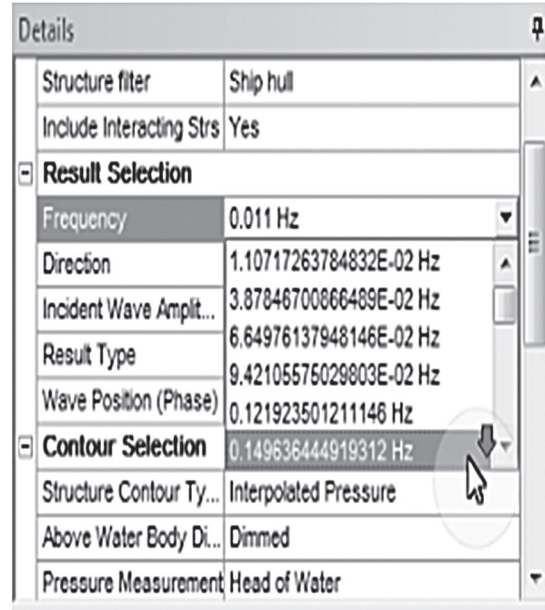 Details
Structure filter Ship hull
Include Interacting Strs Yes
Result Selection
Frequency 0.011 Hz
Direction 1.10717263784832E-02 Hz
Incident Wave Amplit... 3.87846700866489E-02 Hz
Result Type 6.64976137948146E-02 Hz
Wave Position (Phase) 9.42105575029803E-02 Hz
0.121923501211146 Hz
Contour Selection 0.149636444919312 Hz
Structure Contour Ty... Interpolated Pressure
Above Water Body Di... Dimmed
Pressure Measurement Head of Water